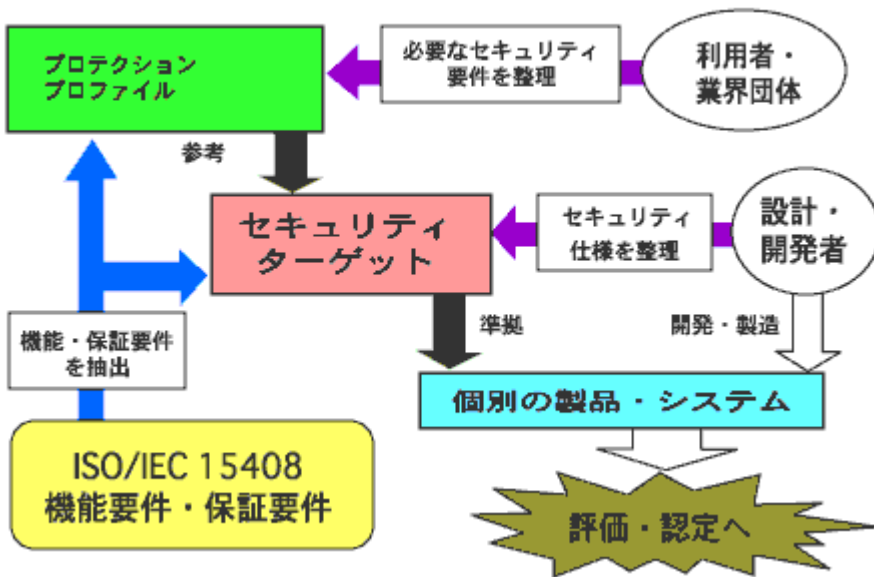 プロテクション
プロファイル
必要なセキュリティ
要件を整理
利用者・
業界団体
参考
セキュリティ
ターゲット
セキュリティ
仕様を整理
設計・
開発者
機能・保証要件
を抽出
準拠
開発・製造
個別の製品・システム
ISO/IEC 15408
機能要件・保証要件
評価・認定へ